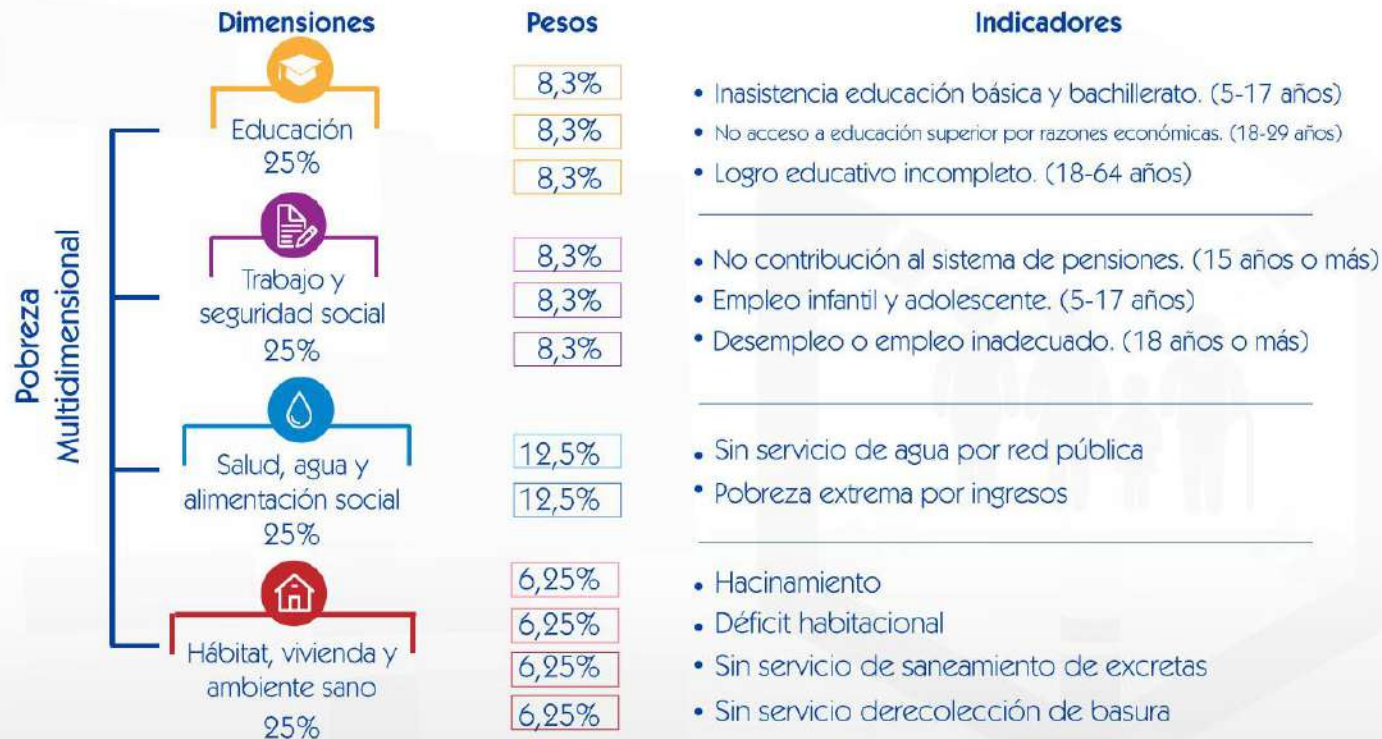 Dimensiones Pesos Indicadores
Pobreza
Multidimensional
Educación
25%
8,3%
8,3%
8,3%
• Inasistencia educación básica y bachillerato. (5-17 años)
• No acceso a educación superior por razones económicas. (18-29 años)
• Logro educativo incompleto. (18-64 años)
Trabajo y
seguridad social
25%
8,3%
8,3%
8,3%
• No contribución al sistema de pensiones. (15 años o más)
• Empleo infantil y adolescente. (5-17 años)
• Desempleo o empleo inadecuado. (18 años o más)
Salud, agua y
alimentación social
25%
12,5%
12,5%
• Sin servicio de agua por red pública
• Pobreza extrema por ingresos
Hábitat, vivienda y
ambiente sano
25%
6,25%
6,25%
6,25%
6,25%
• Hacinamiento
• Déficit habitacional
• Sin servicio de saneamiento de excretas
• Sin servicio derecolección de basura